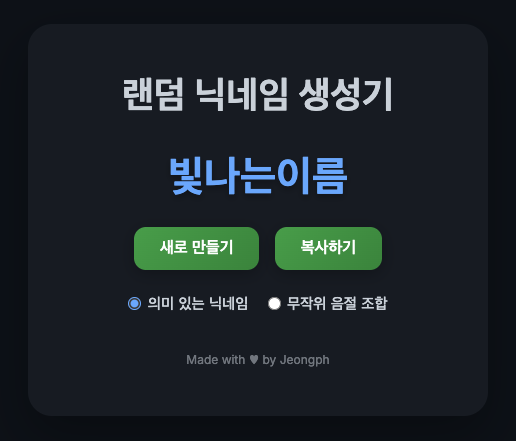 랜덤 닉네임 생성기
빛나는이름
새로 만들기 복사하기
의미 있는 닉네임 무작위 음절 조합
Made with ♥ by Jeongph